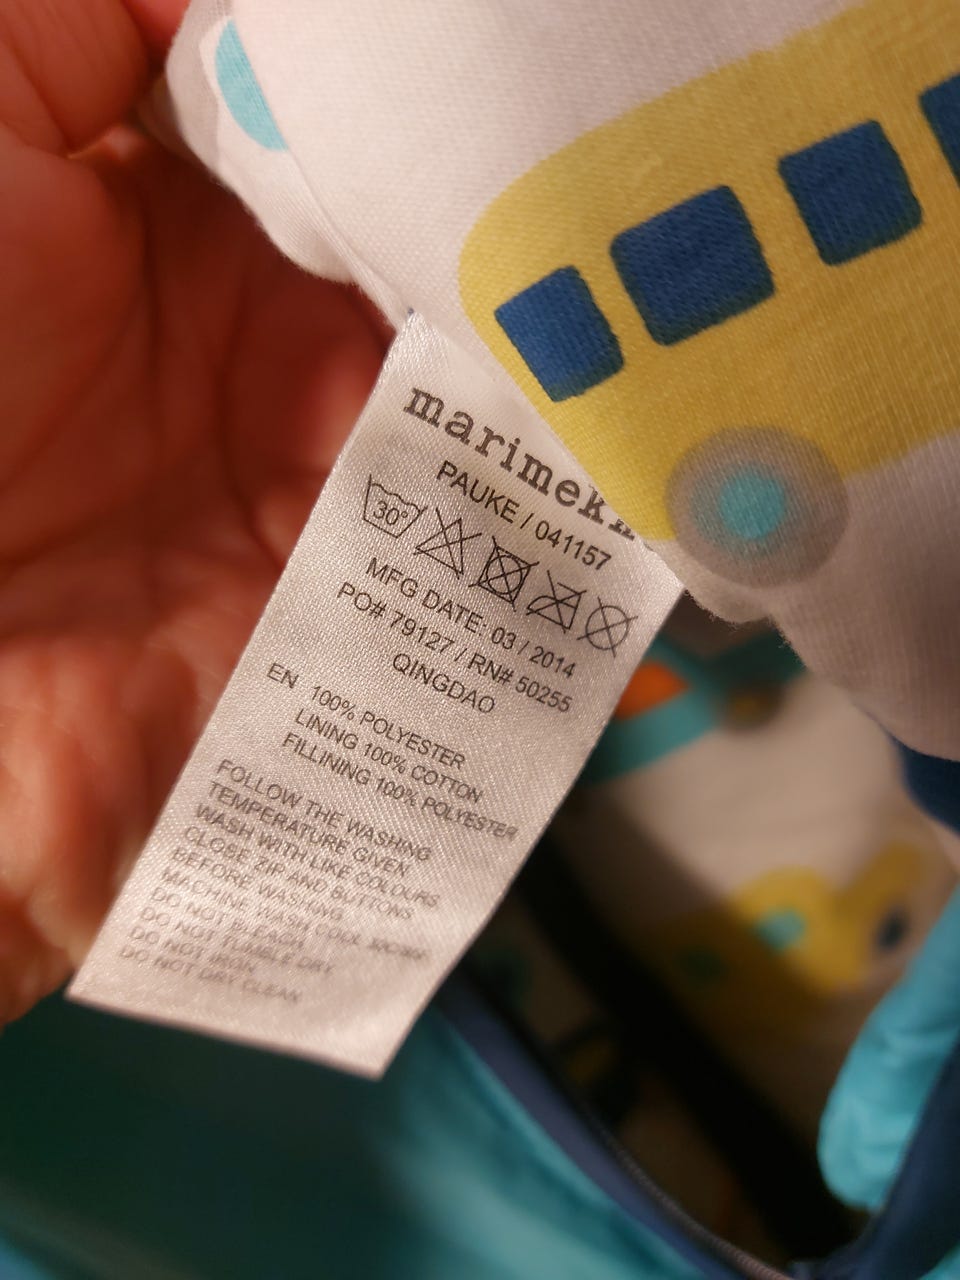 marimek
PAUKE / 041157
30°
MFG DATE: 03 / 2014
PO# 79127 / RN# 50255
QINGDAO
EN 100% POLYESTER
LINING 100% COTTON
FILLINING 100% POLYESTER
FOLLOW THE WASHING
TEMPERATURE GIVEN
WASH WITH LIKE COLOURS
CLOSE ZIP AND BUTTONS
BEFORE WASHING
MACHINE WASH COOL
DO NOT BLEACH
DO NOT TUMBLE DRY
DO NOT IRON
DO NOT DRY CLEAN